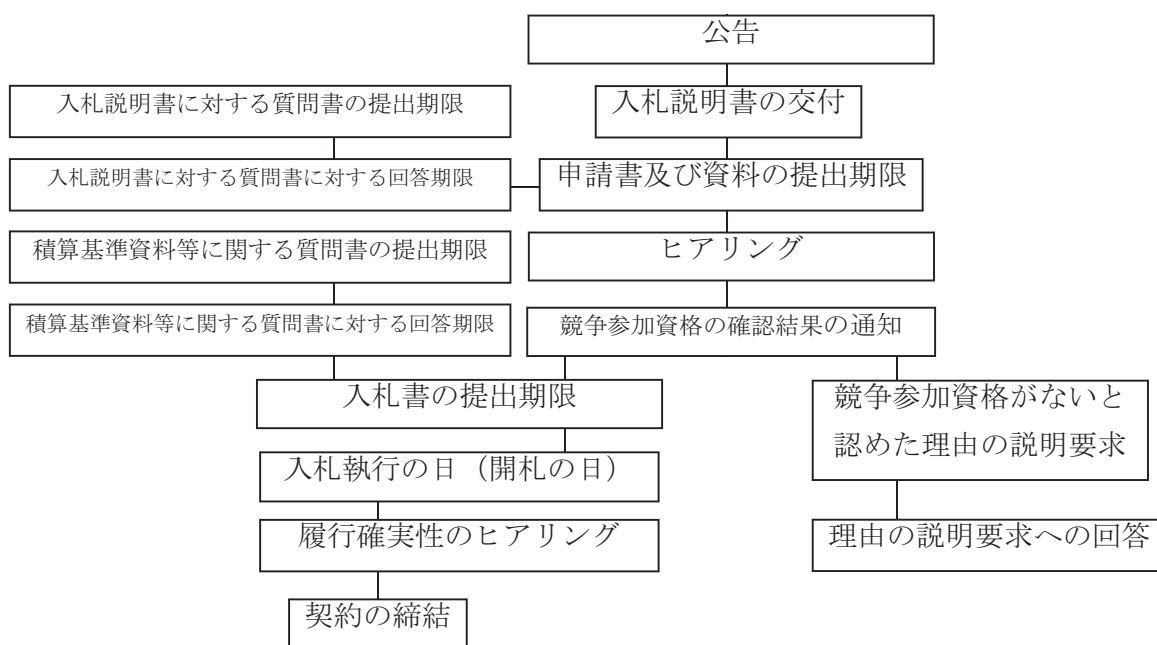 公告
入札説明書に対する質問書の提出期限
入札説明書の交付
入札説明書に対する質問書に対する回答期限
申請書及び資料の提出期限
積算基準資料等に関する質問書の提出期限
ヒアリング
積算基準資料等に関する質問書に対する回答期限
競争参加資格の確認結果の通知
入札書の提出期限
競争参加資格がないと
認めた理由の説明要求
入札執行の日（開札の日）
履行確実性のヒアリング
理由の説明要求への回答
契約の締結